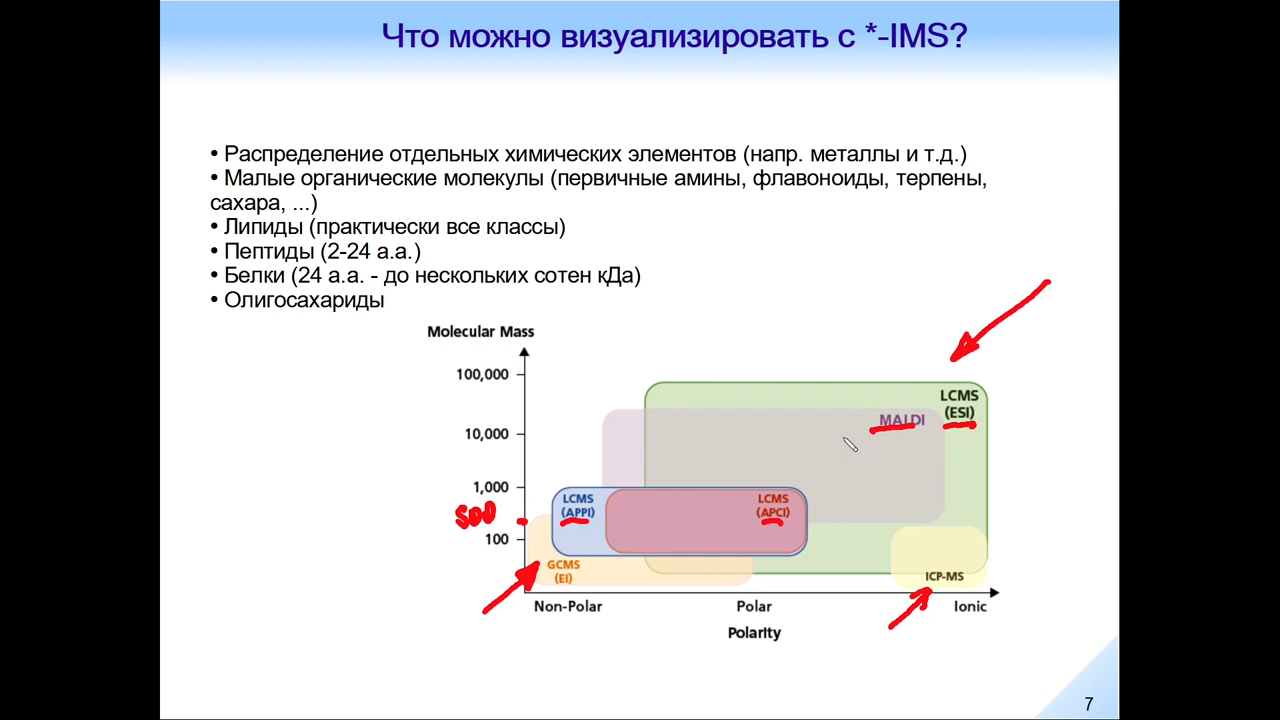 Что можно визуализировать с *-IMS?
• Распределение отдельных химических элементов (напр. металлы и т.д.)
• Малые органические молекулы (первичные амины, флавоноиды, терпены,
сахара, ...)
• Липиды (практически все классы)
• Пептиды (2-24 а.а.)
• Белки (24 а.а. - до нескольких сотен кДа)
• Олигосахариды
Molecular Mass
100,000
10,000
1,000
500
100
LCMS
(ESI)
MALDI
LCMS
(APPI)
LCMS
(APCI)
GCMS
(EI)
ICP-MS
Non-Polar
Polar
Ionic
Polarity
7